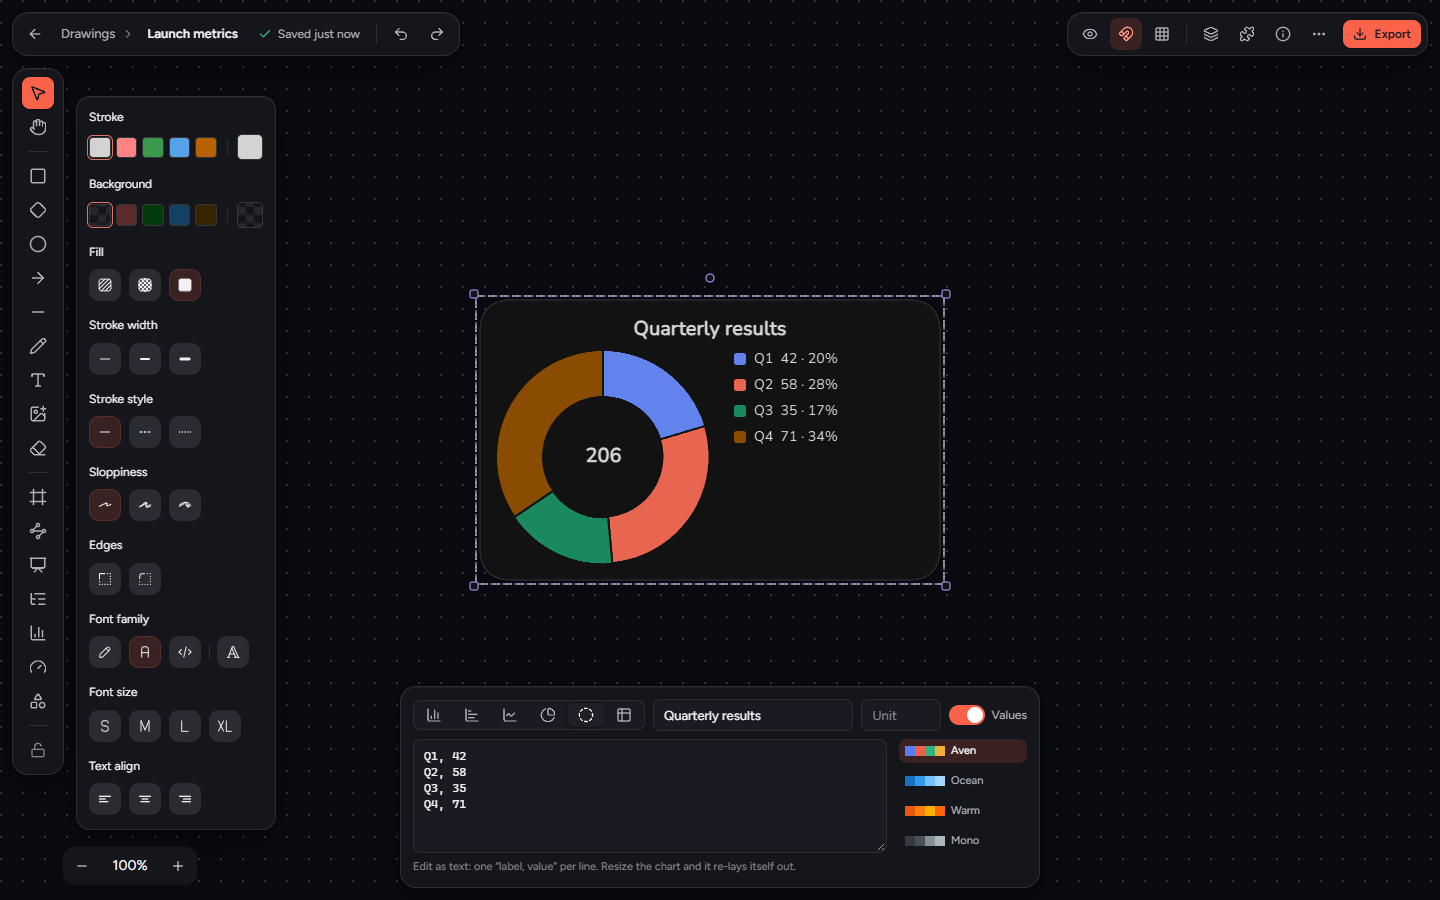 Drawings
Launch metrics
Saved just now
Export
Stroke
Background
Fill
Stroke width
Stroke style
Sloppiness
Edges
Font family
Font size
S M L XL
Text align
100%
Quarterly results
Q1 42 · 20%
Q2 58 · 28%
Q3 35 · 17%
Q4 71 · 34%
206
Quarterly results
Unit
Values
Q1, 42
Q2, 58
Q3, 35
Q4, 71
Aven
Ocean
Warm
Mono
Edit as text: one “label, value” per line. Resize the chart and it re-lays itself out.